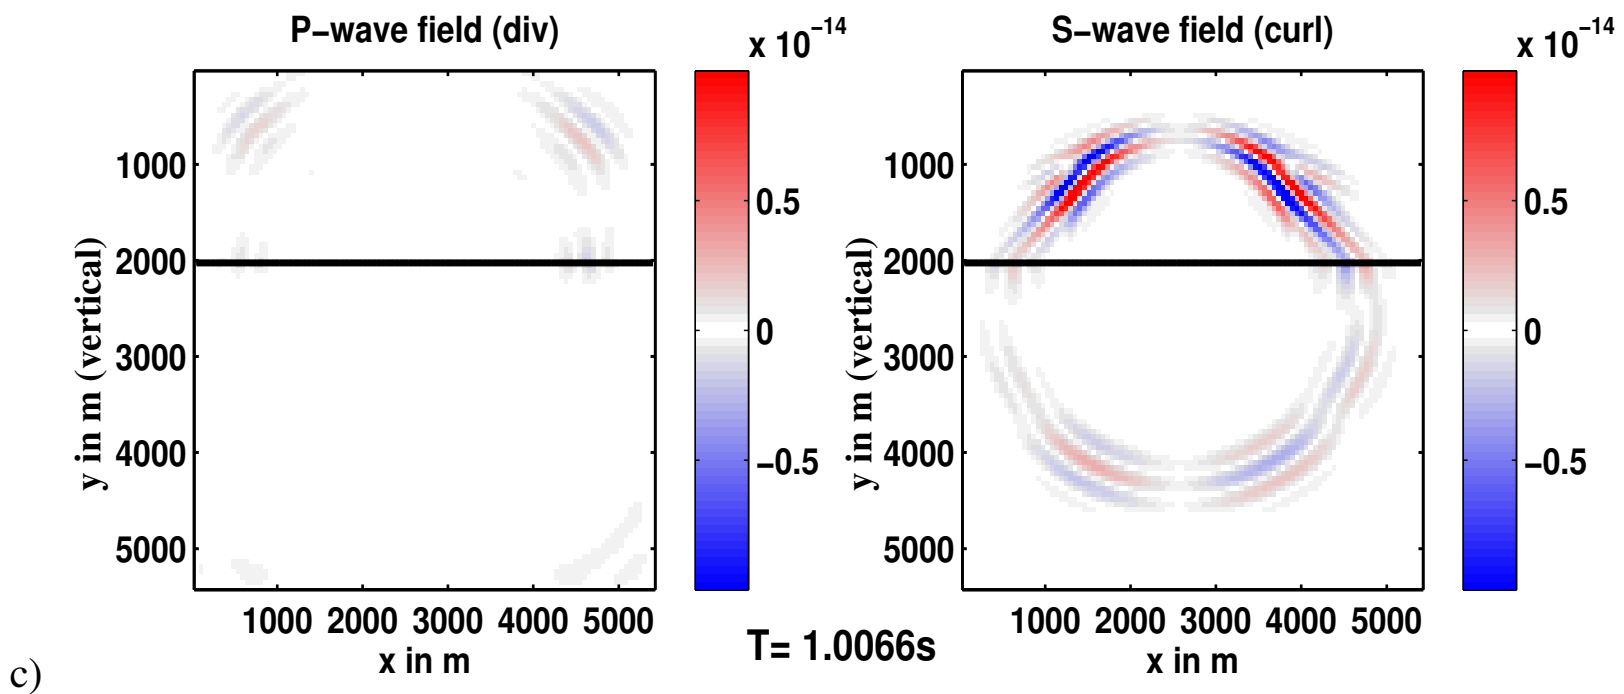 P−wave field (div)
x 10−14
S−wave field (curl)
x 10−14
y in m (vertical)
1000
2000
3000
4000
5000
1000 2000 3000 4000 5000
x in m
0.5
0
−0.5
y in m (vertical)
1000
2000
3000
4000
5000
1000 2000 3000 4000 5000
x in m
0.5
0
−0.5
T= 1.0066s
c)